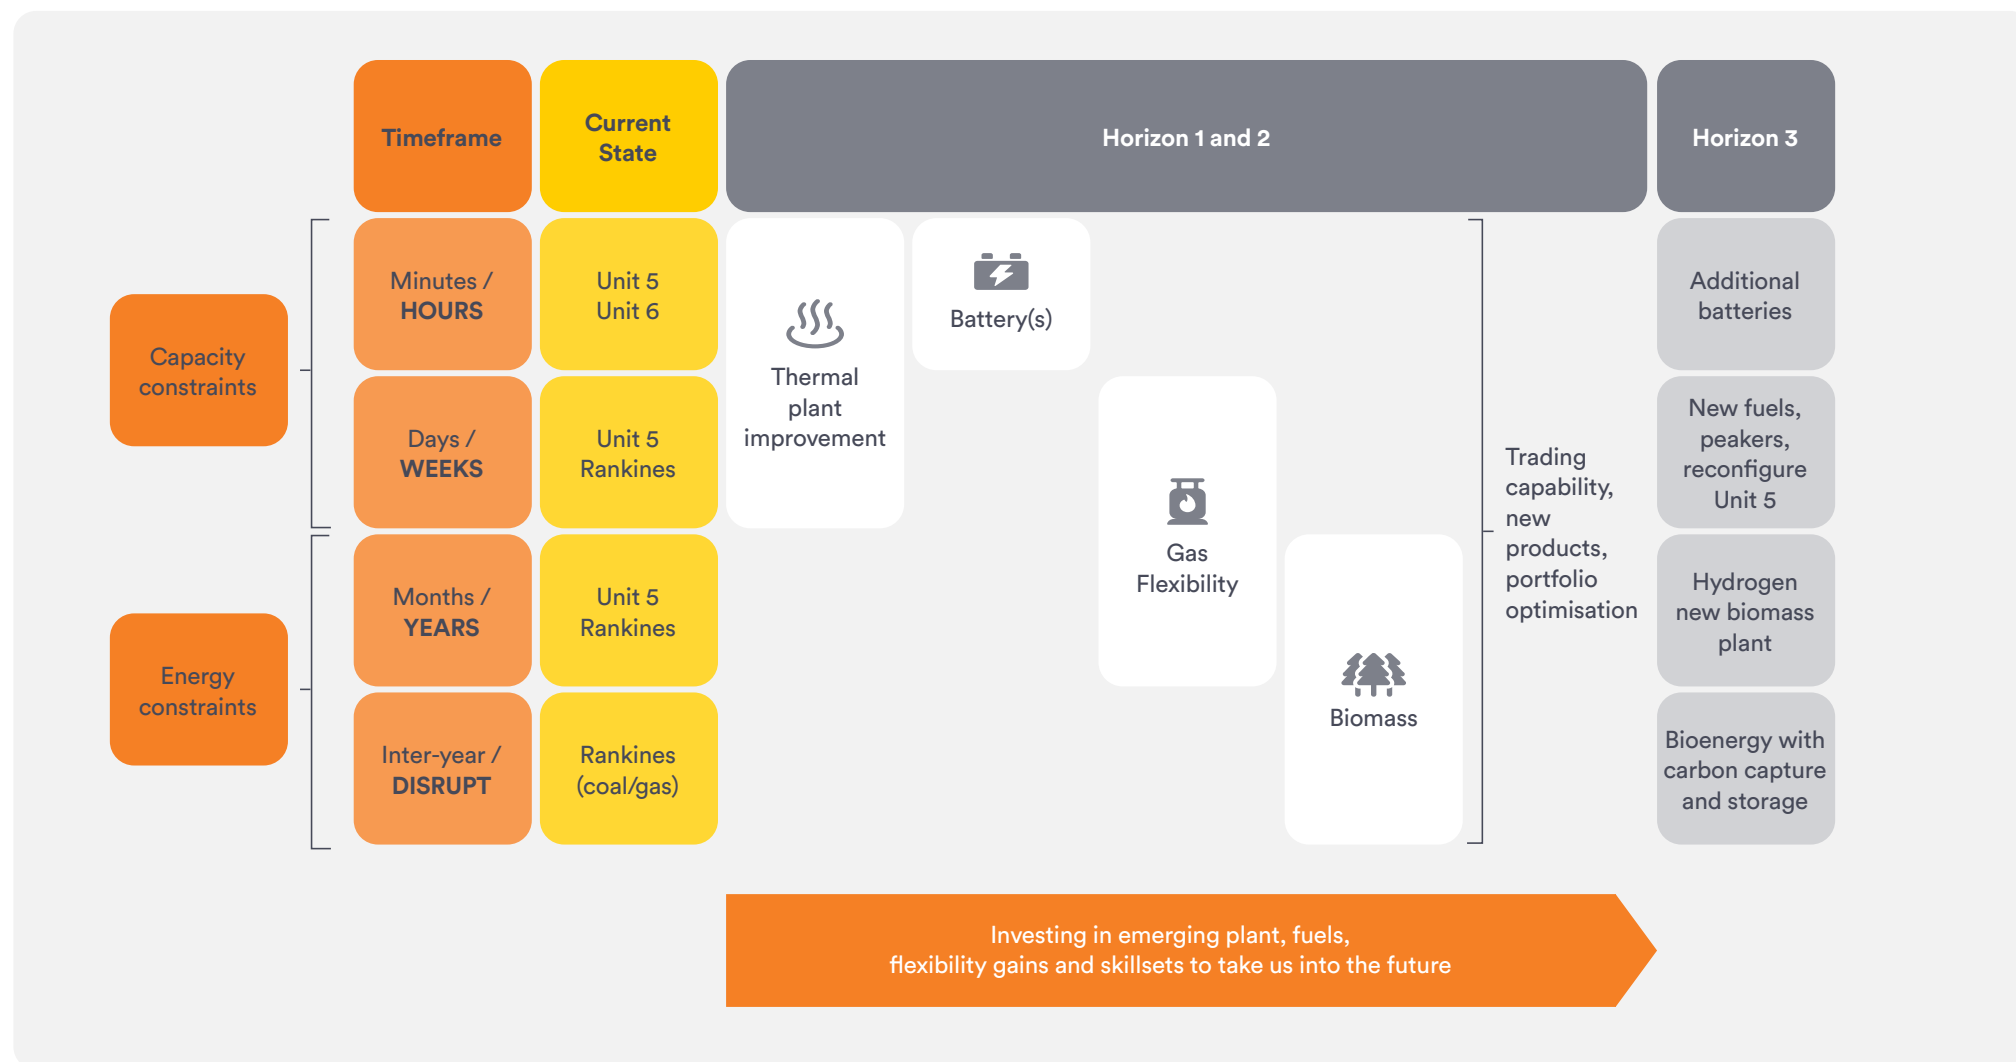 Timeframe
Current
State
Horizon 1 and 2
Horizon 3
Capacity
constraints
Minutes /
HOURS
Unit 5
Unit 6
Days /
WEEKS
Unit 5
Rankines
Energy
constraints
Months /
YEARS
Unit 5
Rankines
Inter-year /
DISRUPT
Rankines
(coal/gas)
Thermal
plant
improvement
Battery(s)
Gas
Flexibility
Biomass
Trading
capability,
new
products,
portfolio
optimisation
Additional
batteries
New fuels,
peakers,
reconfigure
Unit 5
Hydrogen
new biomass
plant
Bioenergy with
carbon capture
and storage
Investing in emerging plant, fuels,
flexibility gains and skillsets to take us into the future